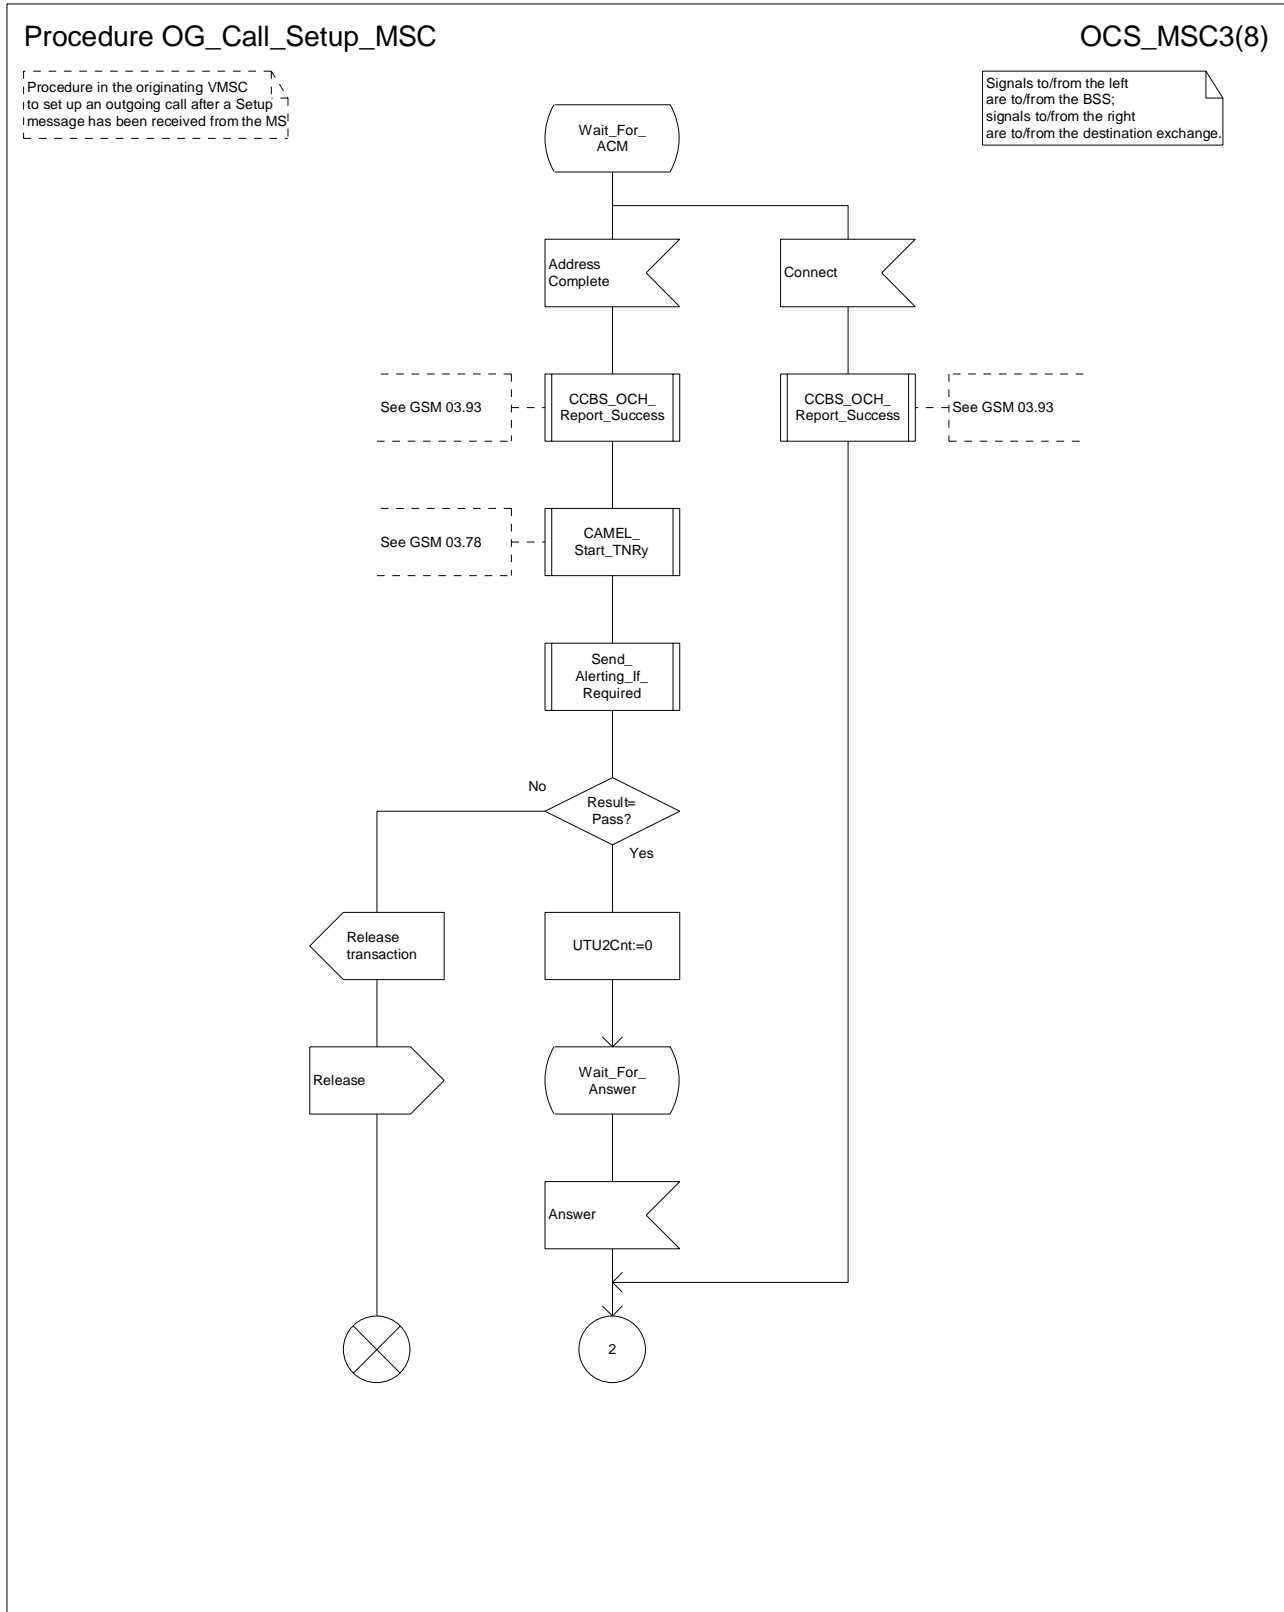 Procedure OG_Call_Setup_MSC
OCS_MSC3(8)
Procedure in the originating VMSC
to set up an outgoing call after a Setup
message has been received from the MS
Signals to/from the left
are to/from the BSS;
signals to/from the right
are to/from the destination exchange.
Wait_For_
ACM
Address
Complete
Connect
See GSM 03.93
CCBS_OCH_
Report_Success
CCBS_OCH_
Report_Success
See GSM 03.93
See GSM 03.78
CAMEL_
Start_TNRy
Send_
Alerting_If_
Required
No
Result=
Pass?
Yes
Release
transaction
UTU2Cnt:=0
Release
Wait_For_
Answer
Answer
2